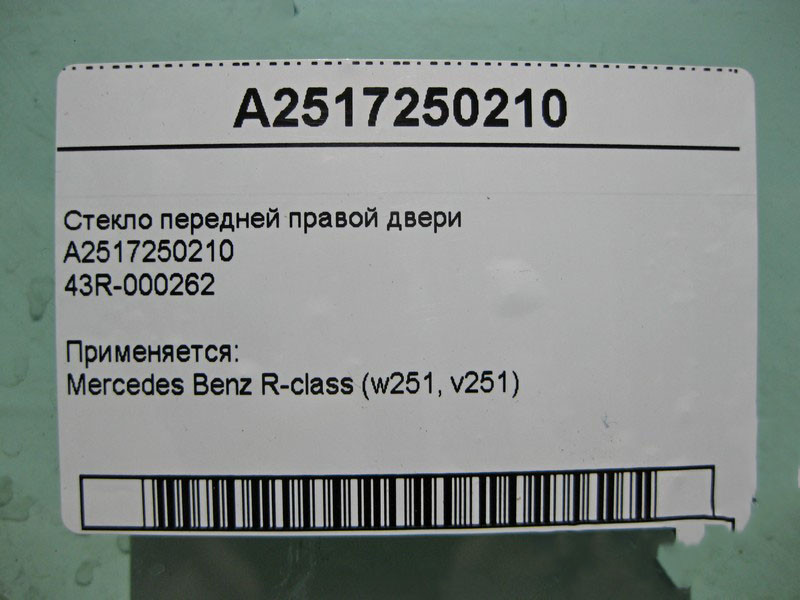 A2517250210
Стекло передней правой двери
A2517250210
43R-000262
Применяется:
Mercedes Benz R-class (w251, v251)